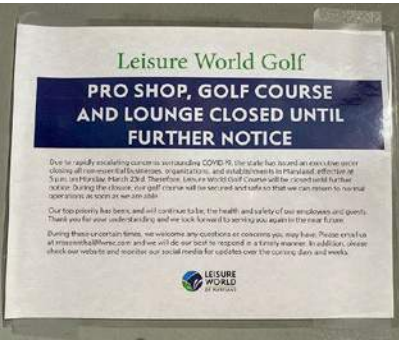 Leisure World Golf
PRO SHOP, GOLF COURSE
AND LOUNGE CLOSED UNTIL
FURTHER NOTICE
Due to rapidly escalating concerns surrounding COVID-19, the state has issued an executive order
closing all non-essential businesses, organizations, and establishments in Maryland, effective at
5 p.m. on Monday, March 23rd. Therefore, Leisure World Golf Course will be closed until further
notice. During the closure, our golf course will be secured and safe so that we can return to normal
operations as soon as we are able.
Our top priority has been, and will continue to be, the health and safety of our employees and guests.
Thank you for your understanding and we look forward to serving you again in the near future.
During these uncertain times, we welcome any questions or concerns you may have. Please email us
at and we will do our best to respond in a timely manner. In addition, please
check our website and monitor our social media for updates over the coming days and weeks.
LEISURE
WORLD
OF MARYLAND